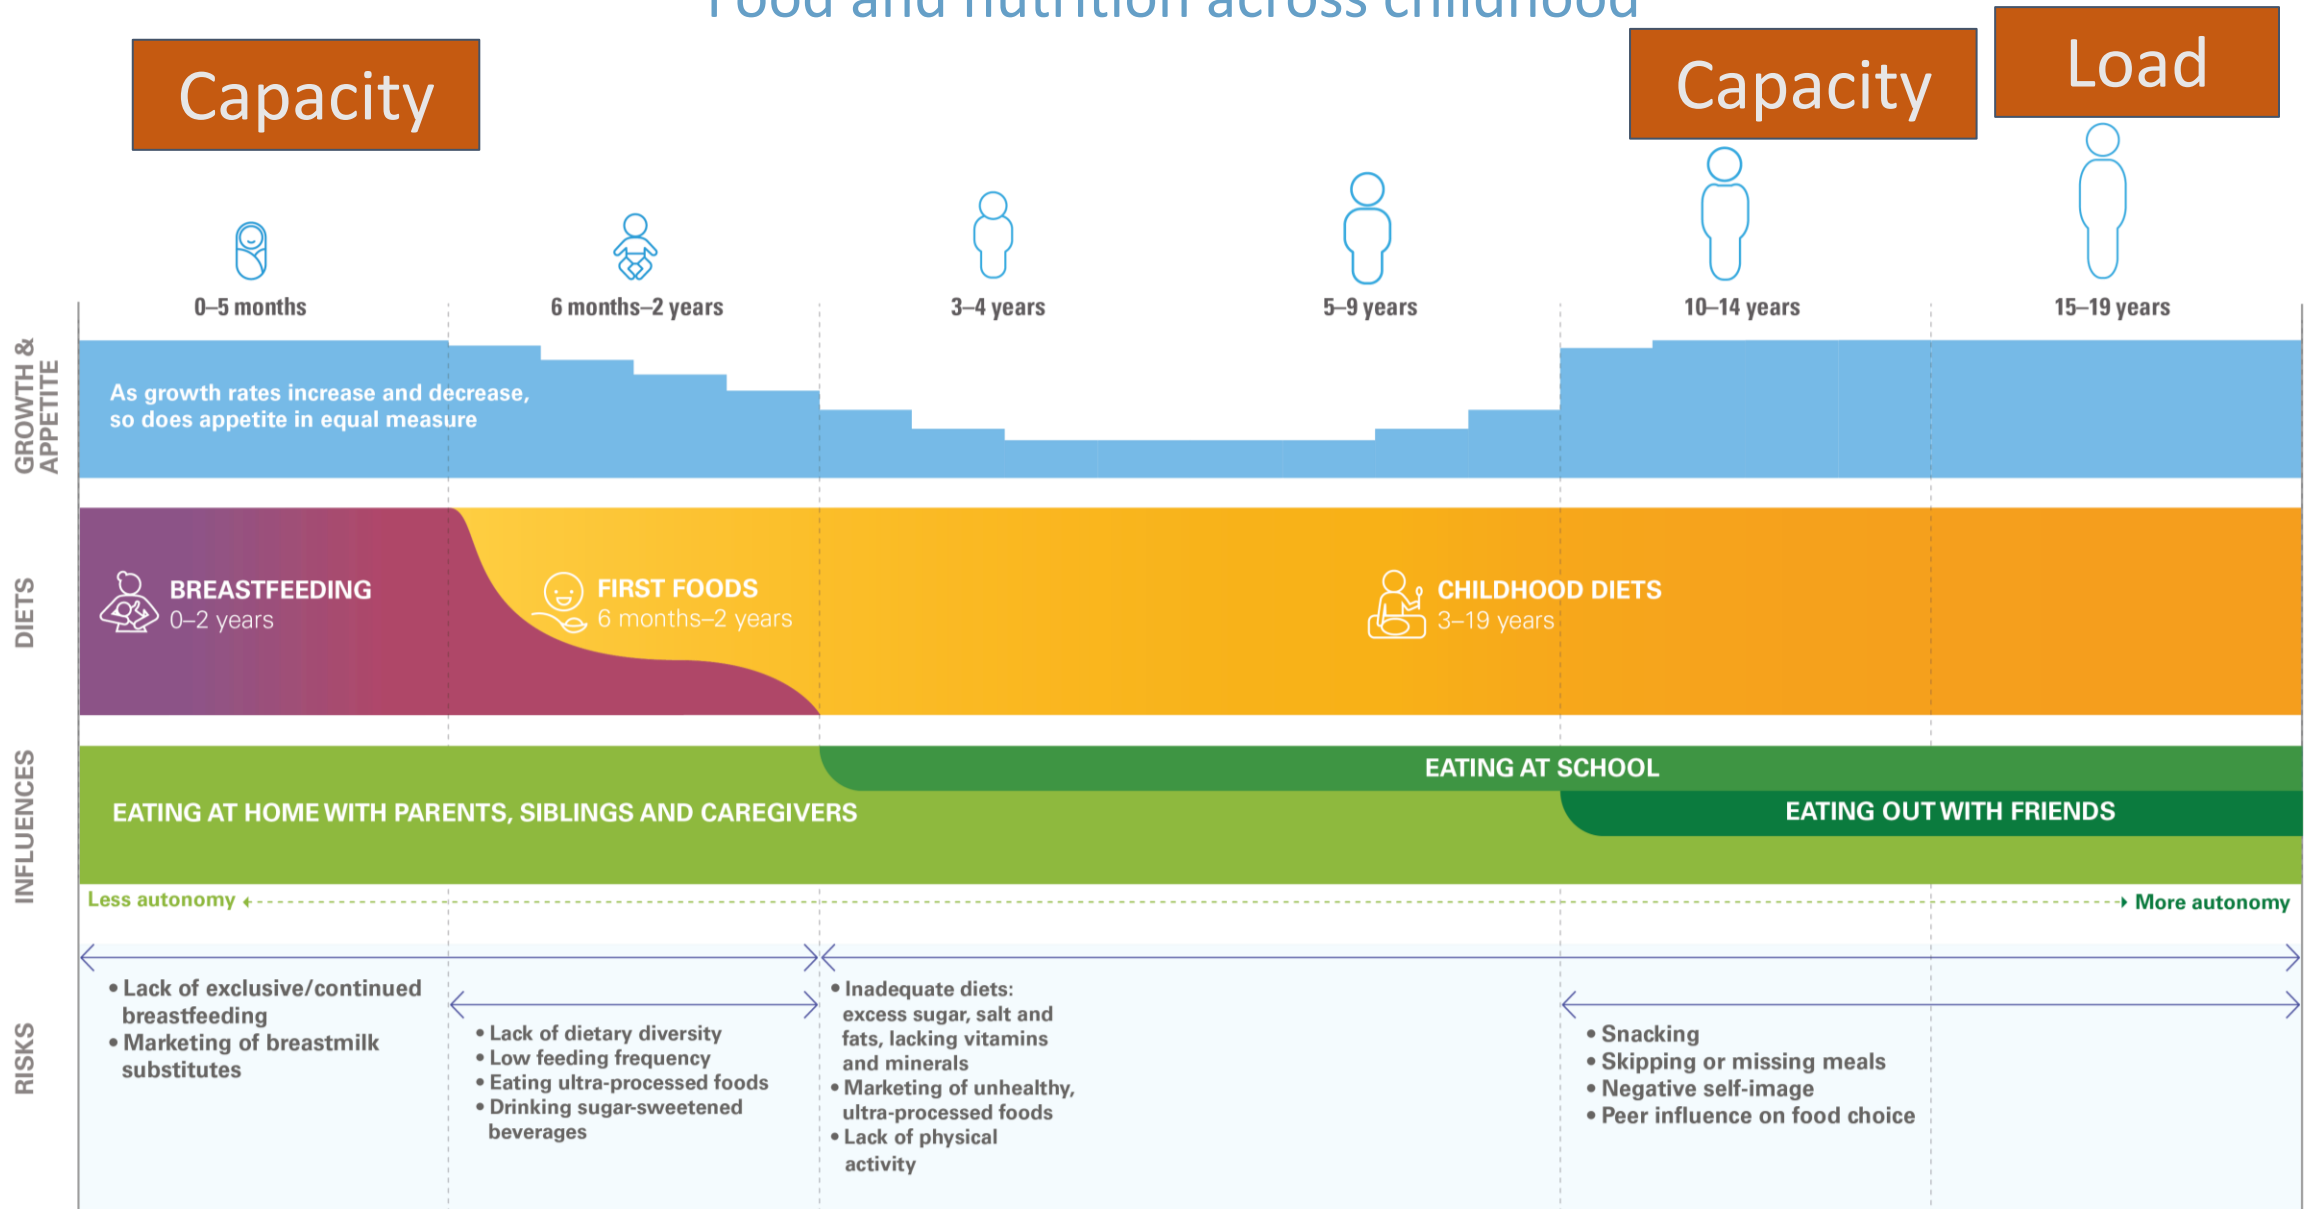 Food and nutrition across childhood
Capacity
Capacity
Load
0–5 months
6 months–2 years
3–4 years
5–9 years
10–14 years
15–19 years
GROWTH &
APPETITE
As growth rates increase and decrease,
so does appetite in equal measure
DIETS
BREASTFEEDING
0–2 years
FIRST FOODS
6 months–2 years
CHILDHOOD DIETS
3–19 years
INFLUENCES
EATING AT SCHOOL
EATING AT HOME WITH PARENTS, SIBLINGS AND CAREGIVERS
EATING OUT WITH FRIENDS
Less autonomy
More autonomy
RISKS
• Lack of exclusive/continued
breastfeeding
• Marketing of breastmilk
substitutes
• Lack of dietary diversity
• Low feeding frequency
• Eating ultra-processed foods
• Drinking sugar-sweetened
beverages
• Inadequate diets:
excess sugar, salt and
fats, lacking vitamins
and minerals
• Marketing of unhealthy,
ultra-processed foods
• Lack of physical
activity
• Snacking
• Skipping or missing meals
• Negative self-image
• Peer influence on food choice